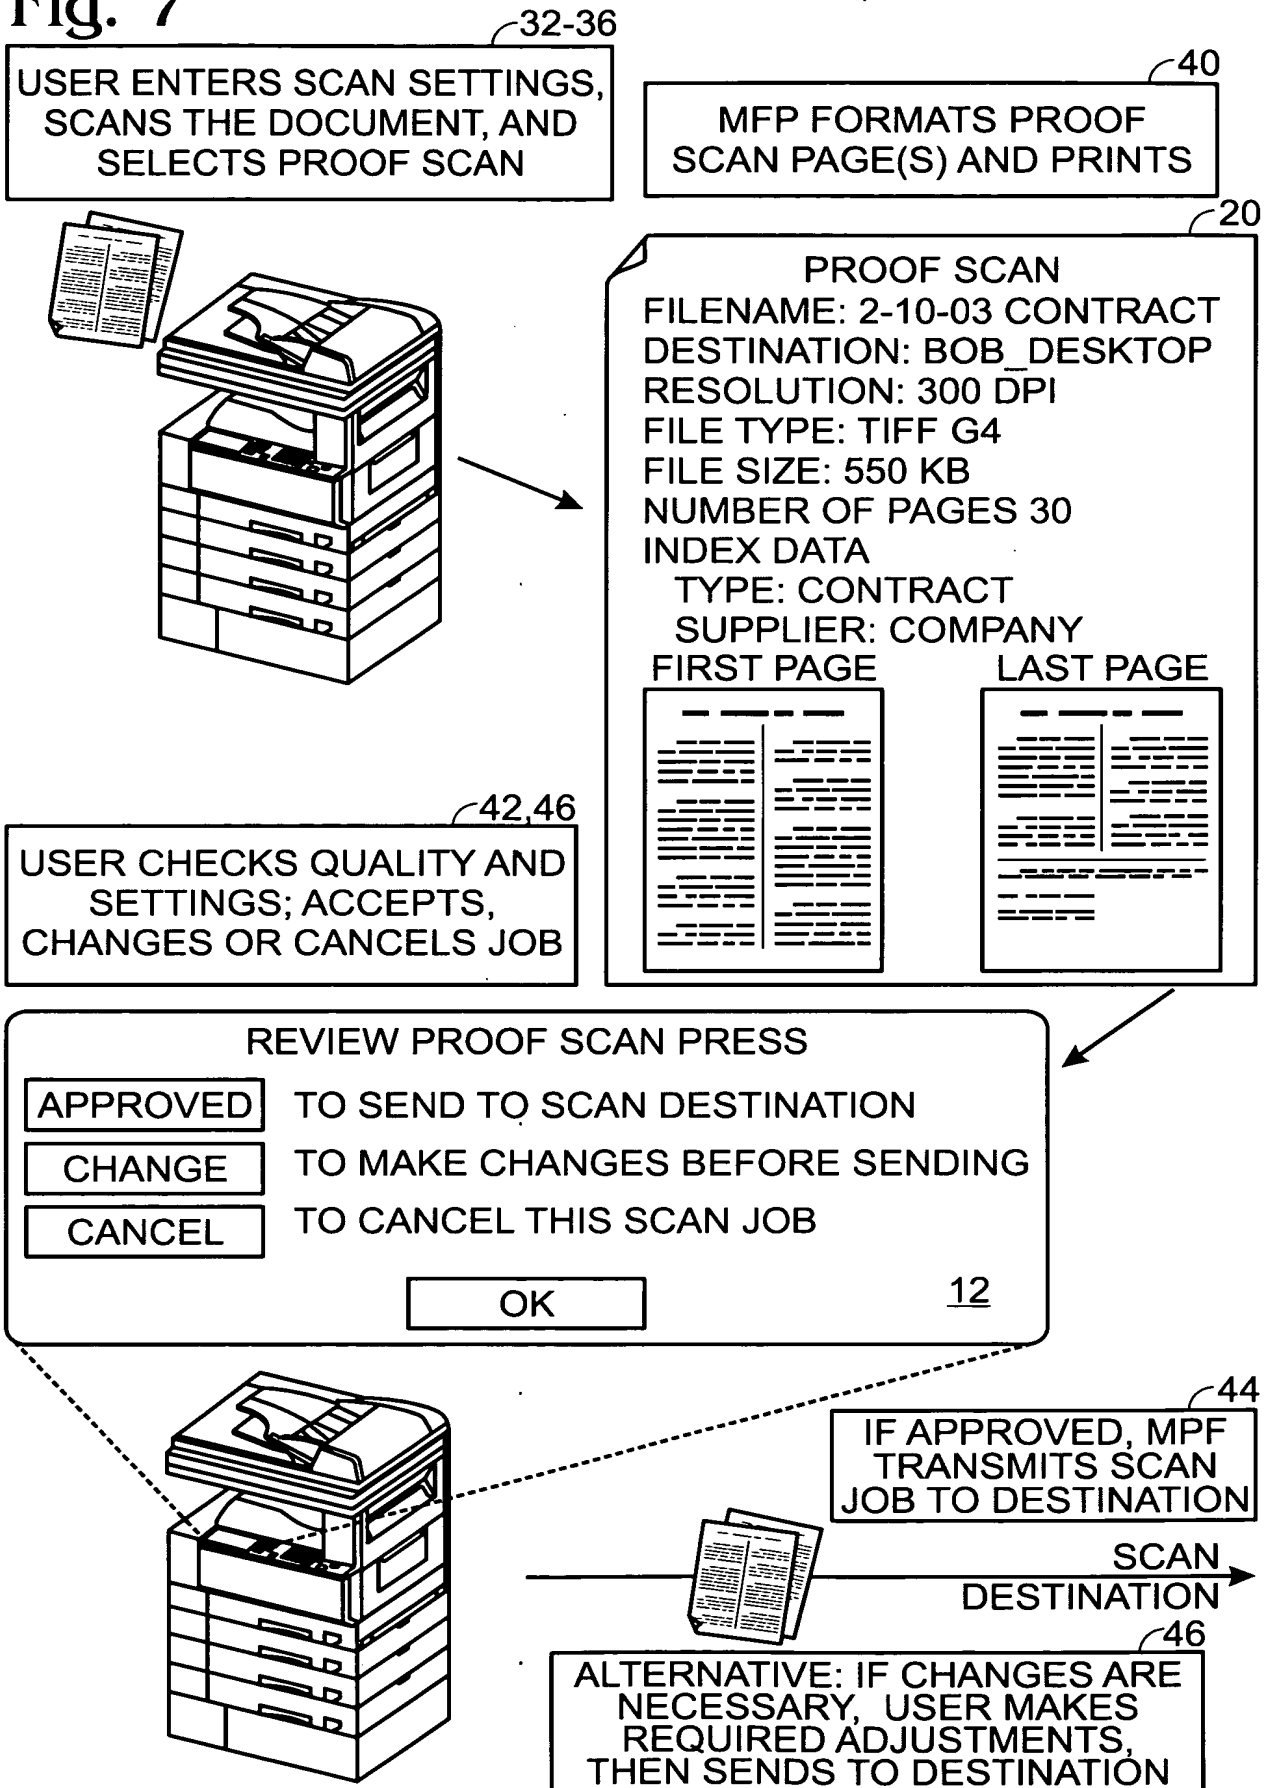 Fig. 7
32-36
USER ENTERS SCAN SETTINGS,
SCANS THE DOCUMENT, AND
SELECTS PROOF SCAN
40
MFP FORMATS PROOF
SCAN PAGE(S) AND PRINTS
20
PROOF SCAN
FILENAME: 2-10-03 CONTRACT
DESTINATION: BOB_DESKTOP
RESOLUTION: 300 DPI
FILE TYPE: TIFF G4
FILE SIZE: 550 KB
NUMBER OF PAGES 30
INDEX DATA
TYPE: CONTRACT
SUPPLIER: COMPANY
FIRST PAGE
LAST PAGE
42,46
USER CHECKS QUALITY AND
SETTINGS; ACCEPTS,
CHANGES OR CANCELS JOB
REVIEW PROOF SCAN PRESS
APPROVED TO SEND TO SCAN DESTINATION
CHANGE TO MAKE CHANGES BEFORE SENDING
CANCEL TO CANCEL THIS SCAN JOB
OK
12
44
IF APPROVED, MPF
TRANSMITS SCAN
JOB TO DESTINATION
SCAN
DESTINATION
46
ALTERNATIVE: IF CHANGES ARE
NECESSARY, USER MAKES
REQUIRED ADJUSTMENTS,
THEN SENDS TO DESTINATION